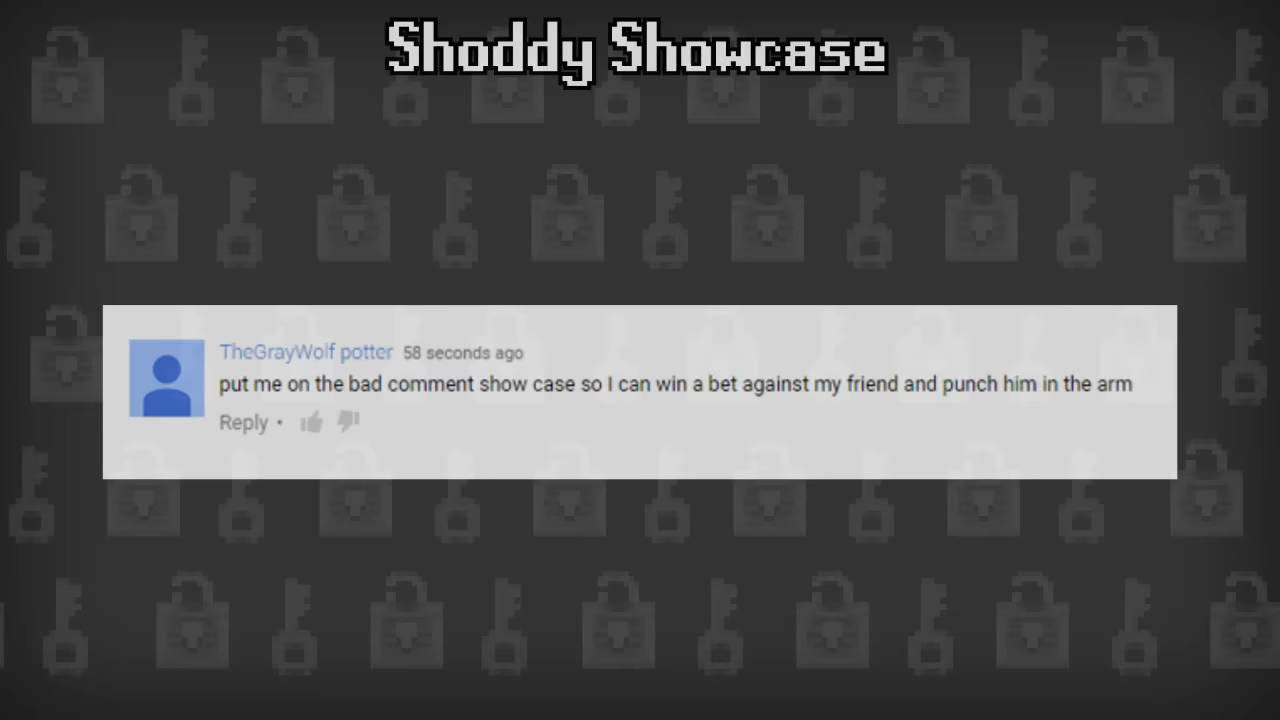 Shoddy Showcase
TheGrayWolf potter 58 seconds ago
put me on the bad comment show case so I can win a bet against my friend and punch him in the arm
Reply •